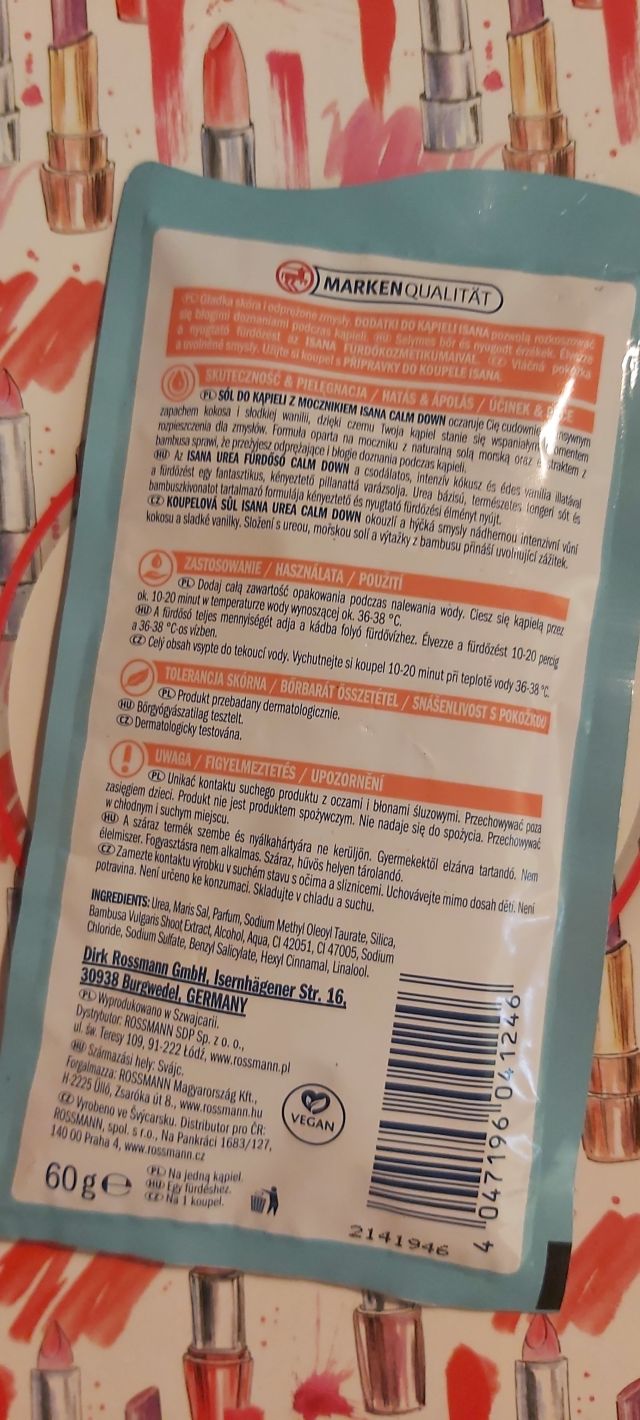 MARKENQUALITÄT
PL Gładka skóra i odprężone zmysły. DODATKI DO KĄPIELI ISANA pozwolą rozkoszować
się błogimi doznaniami podczas kąpieli. HU Selymes bőr és nyugodt érzékek. Élvezze
a nyugtató fürdőzést az ISANA FÜRDŐKOZMETIKUMAIVAL. CZ Vláčná pokožka
a uvolněné smysly. Užijte si koupel s PŘÍPRAVKY DO KOUPELE ISANA.
SKUTECZNOŚĆ & PIELĘGNACJA / HATÁS & ÁPOLÁS / ÚČINEK &
PL SÓL DO KĄPIELI Z MOCZNIKIEM ISANA CALM DOWN oczaruje Cię cudownie
zapachem kokosa i słodkiej wanilii, dzięki czemu Twoja kąpiel stanie się wspaniałym
rozpieszczenia dla zmysłów. Formuła oparta na moczniku z naturalną solą morską oraz
bambusa sprawi, że przeżyjesz odprężające i błogie doznania podczas kąpieli.
HU Az ISANA UREA FÜRDŐSÓ CALM DOWN a csodálatos, intenzív kókusz és édes vanília illatával
a fürdőzést egy fantasztikus, kényeztető pillanattá varázsolja. Urea bázisú, természetes tengeri sót és
bambuszkivonatot tartalmazó formulája kényeztető és nyugtató fürdőzési élményt nyújt.
CZ KOUPELOVÁ SŮL ISANA UREA CALM DOWN okouzlí a hýčká smysly nádhernou intenzivní vůní
kokosu a sladké vanilky. Složení s ureou, mořskou solí a výtažky z bambusu přináší uvolňující zážitek.
ZASTOSOWANIE / HASZNÁLATA / POUŽITÍ
PL Dodaj całą zawartość opakowania podczas nalewania wody. Ciesz się kąpielą przez
ok. 10-20 minut w temperaturze wody wynoszącej ok. 36-38 °C.
HU A fürdősó teljes mennyiségét adja a kádba folyó fürdővízhez. Élvezze a fürdőzést 10-20 percig
a 36-38 °C-os vízben.
CZ Celý obsah vsypte do tekoucí vody. Vychutnejte si koupel 10-20 minut při teplotě vody 36-38 °C.
TOLERANCJA SKÓRNA / BŐRBARÁT ÖSSZETÉTEL / SNÁŠENLIVOST S POKOŽKOU
PL Produkt przebadany dermatologicznie.
HU Bőrgyógyászatilag tesztelt.
CZ Dermatologicky testována.
UWAGA / FIGYELMEZTETÉS / UPOZORNĚNÍ
PL Unikać kontaktu suchego produktu z oczami i błonami śluzowymi. Przechowywać poza
zasięgiem dzieci. Produkt nie jest produktem spożywczym. Nie nadaje się do spożycia. Przechowywać
w chłodnym i suchym miejscu.
HU A száraz termék szembe és nyálkahártyára ne kerüljön. Gyermekektől elzárva tartandó. Nem
élelmiszer. Fogyasztásra nem alkalmas. Száraz, hűvös helyen tárolandó.
CZ Zamezte kontaktu výrobku v suchém stavu s očima a sliznicemi. Uchovávejte mimo dosah dětí. Není
potravina. Není určeno ke konzumaci. Skladujte v chladu a suchu.
INGREDIENTS: Urea, Maris Sal, Parfum, Sodium Methyl Oleoyl Taurate, Silica,
Bambusa Vulgaris Shoot Extract, Alcohol, Aqua, CI 42051, CI 47005, Sodium
Chloride, Sodium Sulfate, Benzyl Salicylate, Hexyl Cinnamal, Linalool.
Dirk Rossmann GmbH, Isernhägener Str. 16,
30938 Burgwedel, GERMANY
PL Wyprodukowano w Szwajcarii.
Dystrybutor: ROSSMANN SDP Sp. z o. o.,
ul. św. Teresy 109, 91-222 Łódź, www.rossmann.pl
HU Származási hely: Svájc.
Forgalmazza: ROSSMANN Magyarország Kft.,
H-2225 Üllő, Zsaróka út 8., www.rossmann.hu
CZ Vyrobeno ve Švýcarsku. Distributor pro ČR:
ROSSMANN, spol. s r.o., Na Pankráci 1683/127,
140 00 Praha 4, www.rossmann.cz
VEGAN
60 g e
PL Na jedną kąpiel.
HU Egy fürdéshez.
CZ Na 1 koupel.
2141946
4 047196 041246